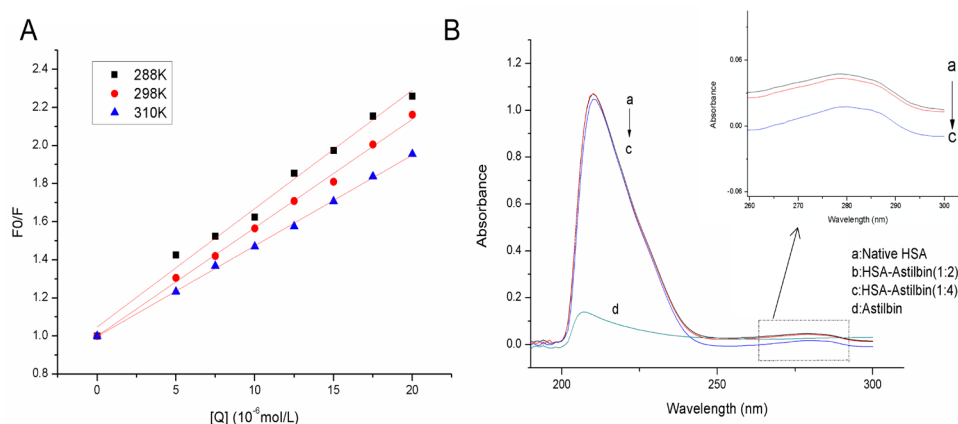 A
288K
298K
310K
2.4
2.2
2.0
1.8
1.6
1.4
1.2
1.0
0.8
F0/F
0
5
10
15
20
[Q] (10⁻⁶mol/L)
B
1.0
0.8
0.6
0.4
0.2
0.0
Absorbance
200
250
300
Wavelength (nm)
a
c
d
0.06
0.00
-0.06
Absorbance
260
270
280
290
300
Wavelength (nm)
a
c
a:Native HSA
b:HSA-Astilbin(1:2)
c:HSA-Astilbin(1:4)
d:Astilbin